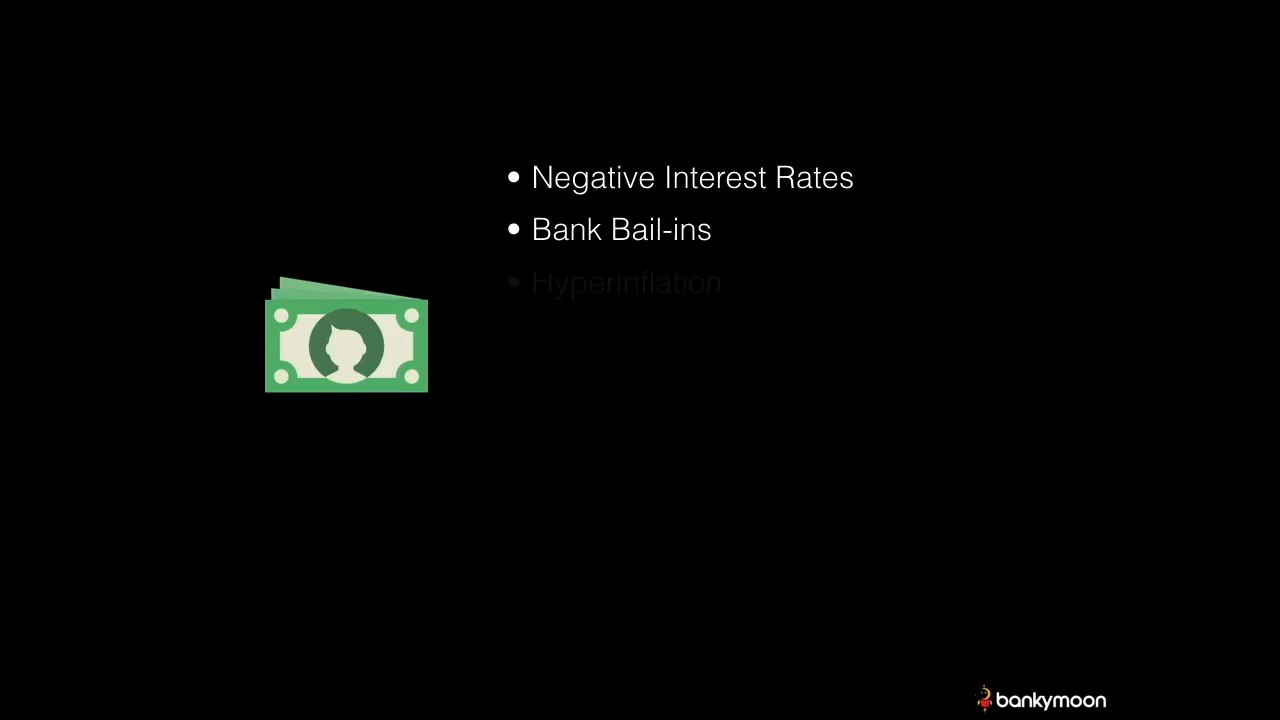 • Negative Interest Rates
• Bank Bail-ins
• Hyperinflation
bankymoon